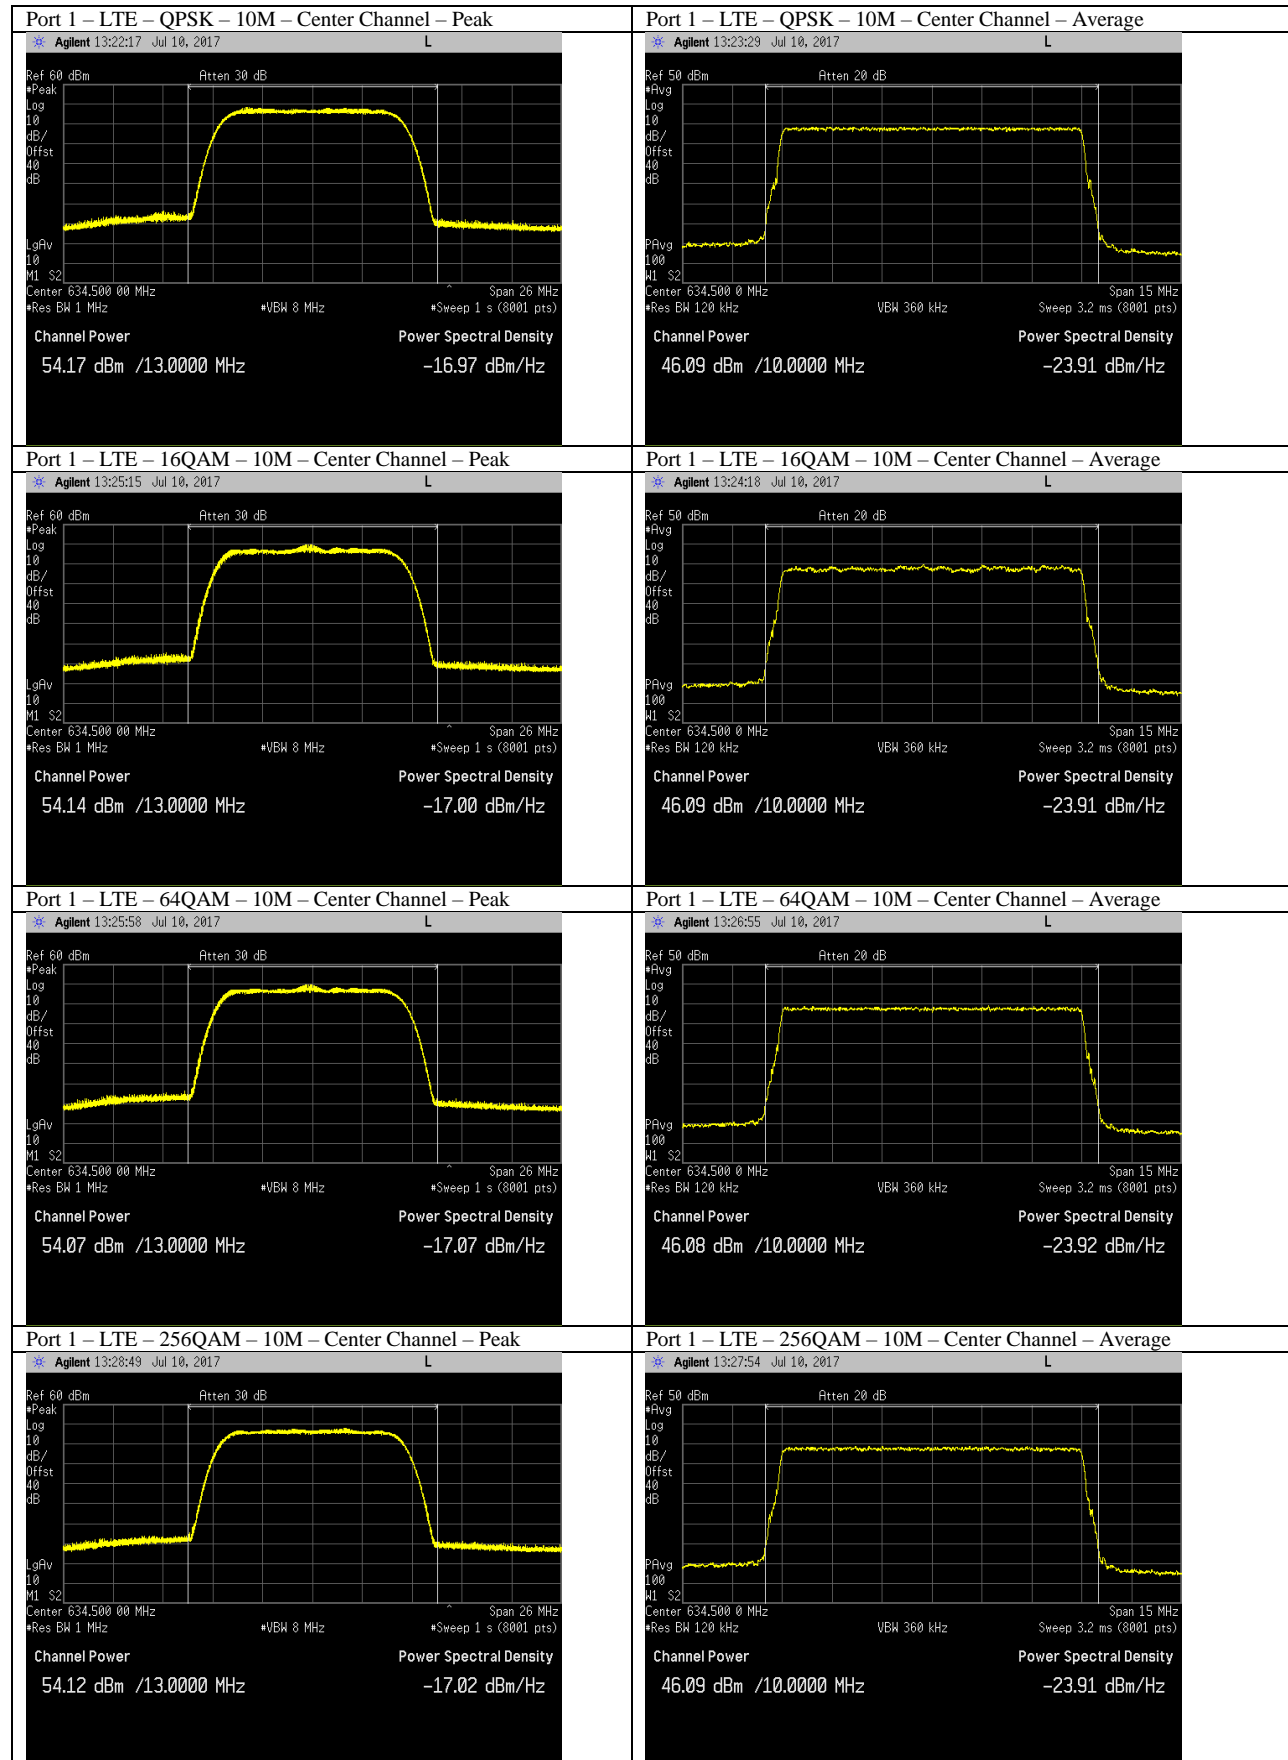 Port 1 – LTE – QPSK – 10M – Center Channel – Peak
Agilent 13:22:17 Jul 10, 2017 L
Ref 60 dBm Atten 30 dB
#Peak
Log
10
dB/
Offst
40
dB
LgAv
10
M1 S2
Center 634.500 00 MHz Span 26 MHz
#Res BW 1 MHz #VBW 8 MHz #Sweep 1 s (8001 pts)
Channel Power Power Spectral Density
54.17 dBm /13.0000 MHz -16.97 dBm/Hz
Port 1 – LTE – QPSK – 10M – Center Channel – Average
Agilent 13:23:29 Jul 10, 2017 L
Ref 50 dBm Atten 20 dB
#Avg
Log
10
dB/
Offst
40
dB
PAvg
100
W1 S2
Center 634.500 0 MHz Span 15 MHz
#Res BW 120 kHz VBW 360 kHz Sweep 3.2 ms (8001 pts)
Channel Power Power Spectral Density
46.09 dBm /10.0000 MHz -23.91 dBm/Hz
Port 1 – LTE – 16QAM – 10M – Center Channel – Peak
Agilent 13:25:15 Jul 10, 2017 L
Ref 60 dBm Atten 30 dB
#Peak
Log
10
dB/
Offst
40
dB
LgAv
10
M1 S2
Center 634.500 00 MHz Span 26 MHz
#Res BW 1 MHz #VBW 8 MHz #Sweep 1 s (8001 pts)
Channel Power Power Spectral Density
54.14 dBm /13.0000 MHz -17.00 dBm/Hz
Port 1 – LTE – 16QAM – 10M – Center Channel – Average
Agilent 13:24:18 Jul 10, 2017 L
Ref 50 dBm Atten 20 dB
#Avg
Log
10
dB/
Offst
40
dB
PAvg
100
W1 S2
Center 634.500 0 MHz Span 15 MHz
#Res BW 120 kHz VBW 360 kHz Sweep 3.2 ms (8001 pts)
Channel Power Power Spectral Density
46.09 dBm /10.0000 MHz -23.91 dBm/Hz
Port 1 – LTE – 64QAM – 10M – Center Channel – Peak
Agilent 13:25:58 Jul 10, 2017 L
Ref 60 dBm Atten 30 dB
#Peak
Log
10
dB/
Offst
40
dB
LgAv
10
M1 S2
Center 634.500 00 MHz Span 26 MHz
#Res BW 1 MHz #VBW 8 MHz #Sweep 1 s (8001 pts)
Channel Power Power Spectral Density
54.07 dBm /13.0000 MHz -17.07 dBm/Hz
Port 1 – LTE – 64QAM – 10M – Center Channel – Average
Agilent 13:26:55 Jul 10, 2017 L
Ref 50 dBm Atten 20 dB
#Avg
Log
10
dB/
Offst
40
dB
PAvg
100
W1 S2
Center 634.500 0 MHz Span 15 MHz
#Res BW 120 kHz VBW 360 kHz Sweep 3.2 ms (8001 pts)
Channel Power Power Spectral Density
46.08 dBm /10.0000 MHz -23.92 dBm/Hz
Port 1 – LTE – 256QAM – 10M – Center Channel – Peak
Agilent 13:28:49 Jul 10, 2017 L
Ref 60 dBm Atten 30 dB
#Peak
Log
10
dB/
Offst
40
dB
LgAv
10
M1 S2
Center 634.500 00 MHz Span 26 MHz
#Res BW 1 MHz #VBW 8 MHz #Sweep 1 s (8001 pts)
Channel Power Power Spectral Density
54.12 dBm /13.0000 MHz -17.02 dBm/Hz
Port 1 – LTE – 256QAM – 10M – Center Channel – Average
Agilent 13:27:54 Jul 10, 2017 L
Ref 50 dBm Atten 20 dB
#Avg
Log
10
dB/
Offst
40
dB
PAvg
100
W1 S2
Center 634.500 0 MHz Span 15 MHz
#Res BW 120 kHz VBW 360 kHz Sweep 3.2 ms (8001 pts)
Channel Power Power Spectral Density
46.09 dBm /10.0000 MHz -23.91 dBm/Hz